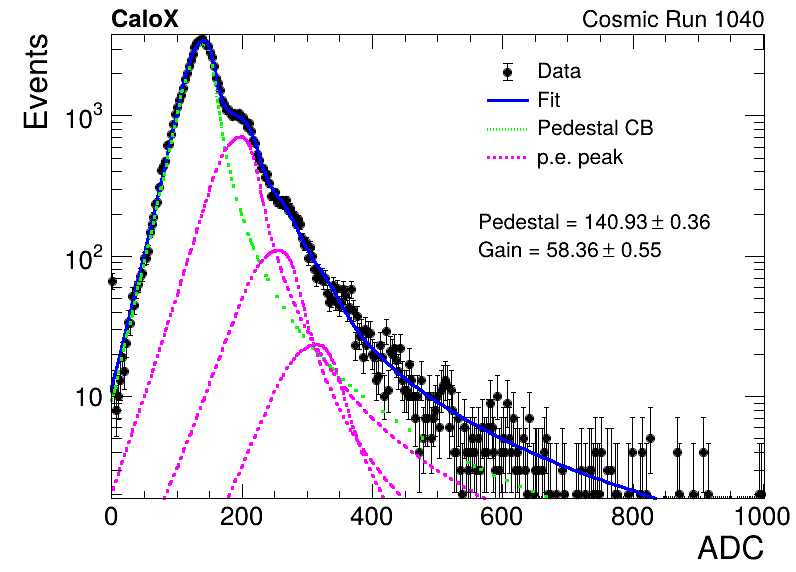 CaloX Cosmic Run 1040
Events
Data
Fit
Pedestal CB
p.e. peak
Pedestal = 140.93 ± 0.36
Gain = 58.36 ± 0.55
10³
10²
10
0 200 400 600 800 1000
ADC